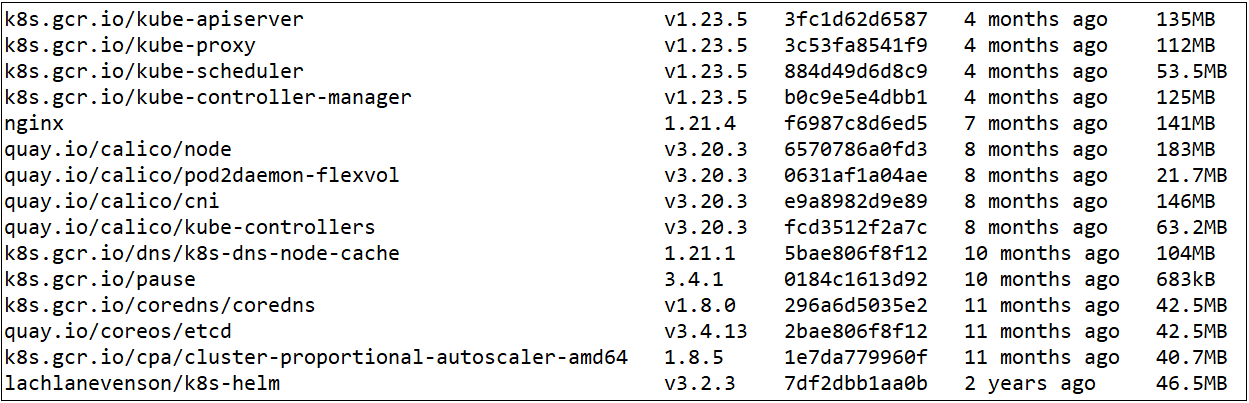 k8s.gcr.io/kube-apiserver v1.23.5 3fc1d62d6587 4 months ago 135MB
k8s.gcr.io/kube-proxy v1.23.5 3c53fa8541f9 4 months ago 112MB
k8s.gcr.io/kube-scheduler v1.23.5 884d49d6d8c9 4 months ago 53.5MB
k8s.gcr.io/kube-controller-manager v1.23.5 b0c9e5e4dbb1 4 months ago 125MB
nginx 1.21.4 f6987c8d6ed5 7 months ago 141MB
quay.io/calico/node v3.20.3 6570786a0fd3 8 months ago 183MB
quay.io/calico/pod2daemon-flexvol v3.20.3 0631af1a04ae 8 months ago 21.7MB
quay.io/calico/cni v3.20.3 e9a8982d9e89 8 months ago 146MB
quay.io/calico/kube-controllers v3.20.3 fcd3512f2a7c 8 months ago 63.2MB
k8s.gcr.io/dns/k8s-dns-node-cache 1.21.1 5bae806f8f12 10 months ago 104MB
k8s.gcr.io/pause 3.4.1 0184c1613d92 10 months ago 683kB
k8s.gcr.io/coredns/coredns v1.8.0 296a6d5035e2 11 months ago 42.5MB
quay.io/coreos/etcd v3.4.13 2bae806f8f12 11 months ago 42.5MB
k8s.gcr.io/cpa/cluster-proportional-autoscaler-amd64 1.8.5 1e7da779960f 11 months ago 40.7MB
lachlanevenson/k8s-helm v3.2.3 7df2dbb1aa0b 2 years ago 46.5MB